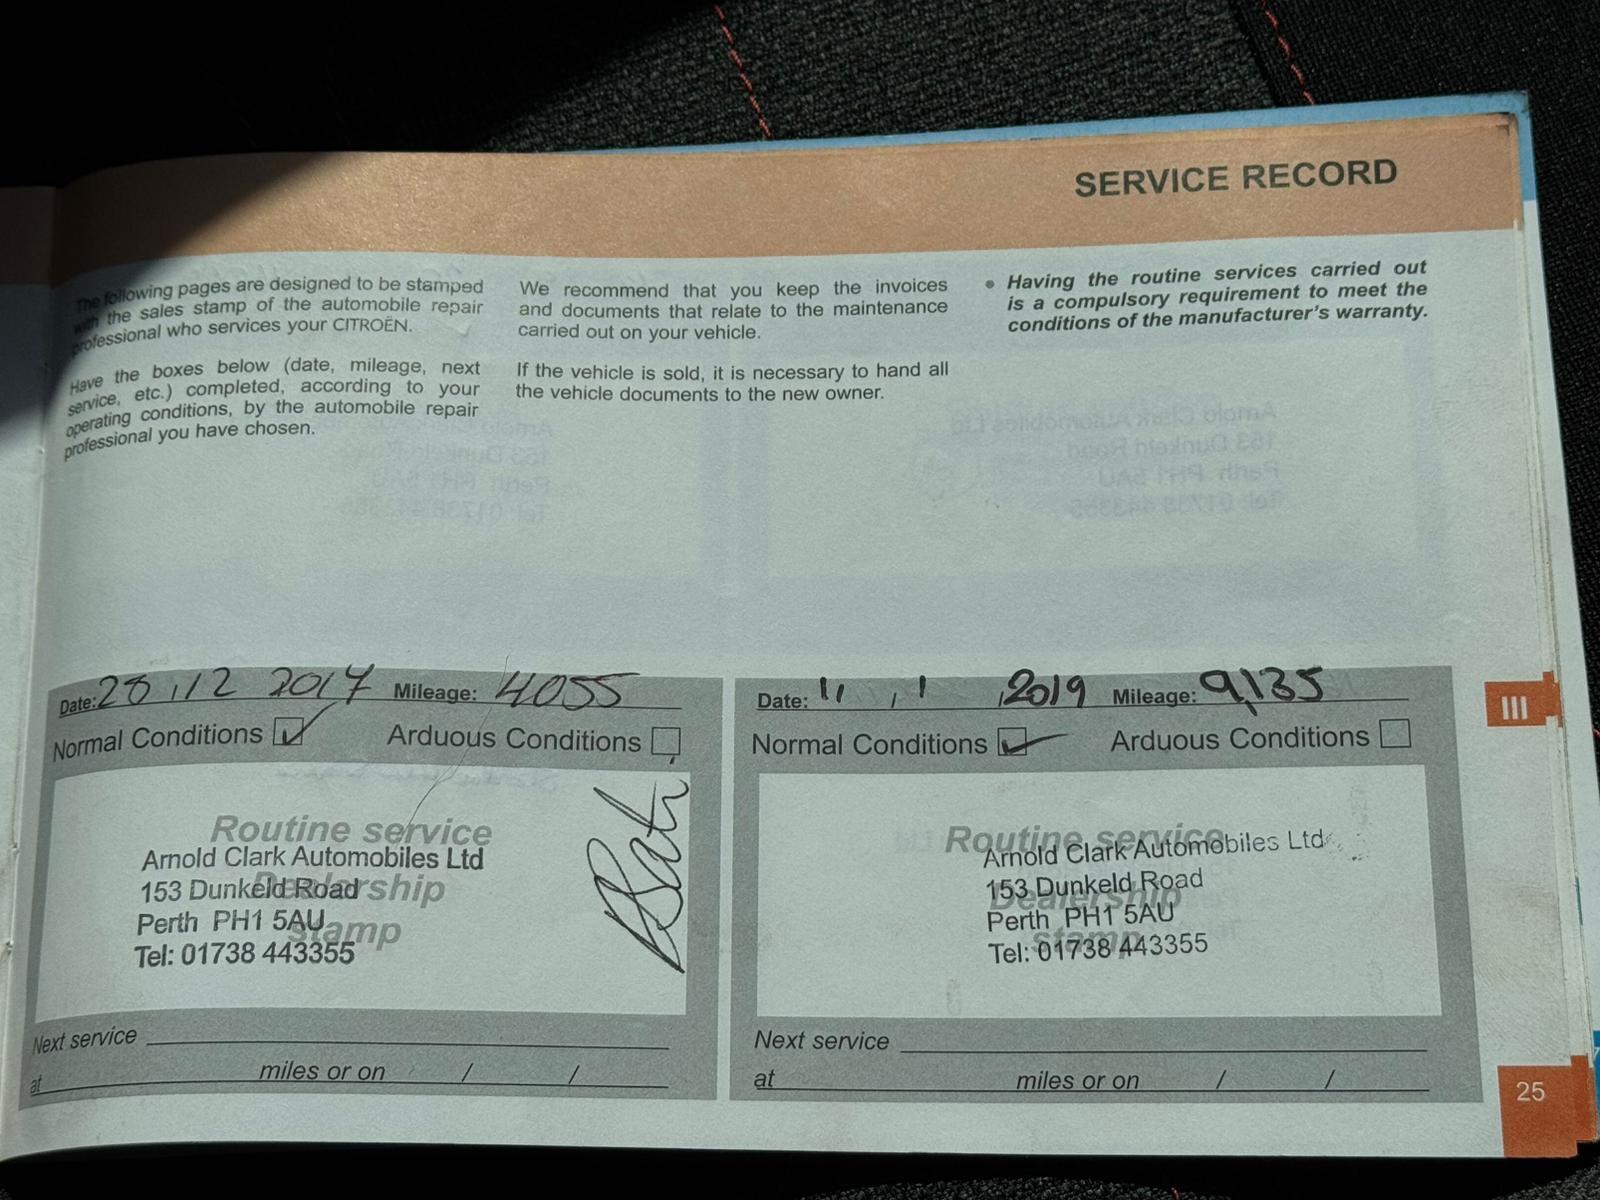 SERVICE RECORD
The following pages are designed to be stamped
with the sales stamp of the automobile repair
professional who services your CITROËN.
Have the boxes below (date, mileage, next
service, etc.) completed, according to your
operating conditions, by the automobile repair
professional you have chosen.
We recommend that you keep the invoices
and documents that relate to the maintenance
carried out on your vehicle.
If the vehicle is sold, it is necessary to hand all
the vehicle documents to the new owner.
• Having the routine services carried out
is a compulsory requirement to meet the
conditions of the manufacturer's warranty.
Date: 28 / 12 2017 Mileage: 4055
Normal Conditions Arduous Conditions
Routine service
Dealership
stamp
Arnold Clark Automobiles Ltd
153 Dunkeld Road
Perth PH1 5AU
Tel: 01738 443355
Next service
at miles or on / /
Date: 11 / 1 / 2019 Mileage: 9,135
Normal Conditions Arduous Conditions
Routine service
Dealership
stamp
Arnold Clark Automobiles Ltd
153 Dunkeld Road
Perth PH1 5AU
Tel: 01738 443355
Next service
at miles or on / /
III
25